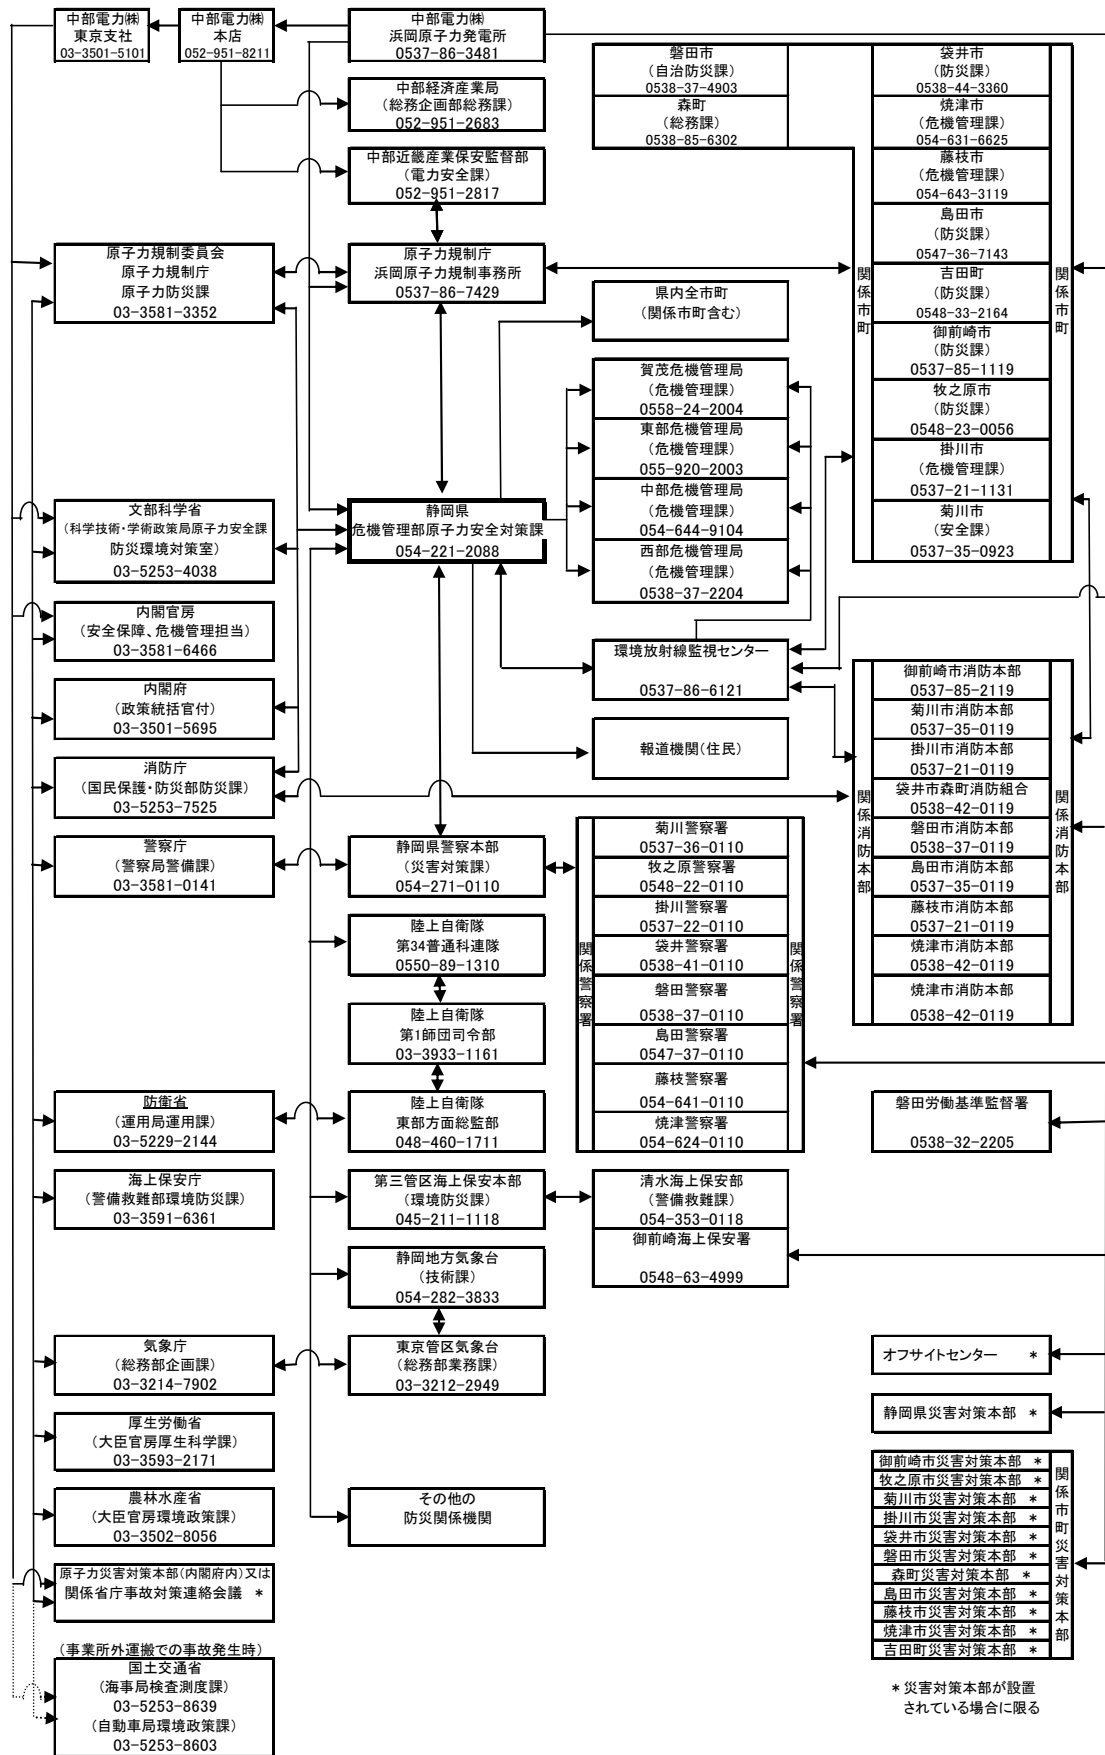 中部電力㈱
東京支社
03-3501-5101
中部電力㈱
本店
052-951-8211
中部電力㈱
浜岡原子力発電所
0537-86-3481
中部経済産業局
(総務企画部総務課)
052-951-2683
中部近畿産業保安監督部
(電力安全課)
052-951-2817
原子力規制委員会
原子力規制庁
原子力防災課
03-3581-3352
原子力規制庁
浜岡原子力規制事務所
0537-86-7429
文部科学省
(科学技術・学術政策局原子力安全課
防災環境対策室)
03-5253-4038
静岡県
危機管理部原子力安全対策課
054-221-2088
内閣官房
(安全保障、危機管理担当)
03-3581-6466
内閣府
(政策統括官付)
03-3501-5695
消防庁
(国民保護・防災部防災課)
03-5253-7525
警察庁
(警察局警備課)
03-3581-0141
静岡県警察本部
(災害対策課)
054-271-0110
陸上自衛隊
第34普通科連隊
0550-89-1310
陸上自衛隊
第1師団司令部
03-3933-1161
防衛省
(運用局運用課)
03-5229-2144
陸上自衛隊
東部方面総監部
048-460-1711
海上保安庁
(警備救難部環境防災課)
03-3591-6361
第三管区海上保安本部
(環境防災課)
045-211-1118
静岡地方気象台
(技術課)
054-282-3833
気象庁
(総務部企画課)
03-3214-7902
東京管区気象台
(総務部業務課)
03-3212-2949
厚生労働省
(大臣官房厚生科学課)
03-3593-2171
農林水産省
(大臣官房環境政策課)
03-3502-8056
その他の
防災関係機関
原子力災害対策本部(内閣府内)又は
関係省庁事故対策連絡会議 *
(事業所外運搬での事故発生時)
国土交通省
(海事局検査測度課)
03-5253-8639
(自動車局環境政策課)
03-5253-8603
県内全市町
(関係市町含む)
賀茂危機管理局
(危機管理課)
0558-24-2004
東部危機管理局
(危機管理課)
055-920-2003
中部危機管理局
(危機管理課)
054-644-9104
西部危機管理局
(危機管理課)
0538-37-2204
環境放射線監視センター
0537-86-6121
報道機関(住民)
関係警察署
菊川警察署
0537-36-0110
牧之原警察署
0548-22-0110
掛川警察署
0537-22-0110
袋井警察署
0538-41-0110
磐田警察署
0538-37-0110
島田警察署
0547-37-0110
藤枝警察署
054-641-0110
焼津警察署
054-624-0110
関係警察署
清水海上保安部
(警備救難課)
054-353-0118
御前崎海上保安署
0548-63-4999
磐田市
(自治防災課)
0538-37-4903
森町
(総務課)
0538-85-6302
関係市町
袋井市
(防災課)
0538-44-3360
焼津市
(危機管理課)
054-631-6625
藤枝市
(危機管理課)
054-643-3119
島田市
(防災課)
0547-36-7143
吉田町
(防災課)
0548-33-2164
御前崎市
(防災課)
0537-85-1119
牧之原市
(防災課)
0548-23-0056
掛川市
(危機管理課)
0537-21-1131
菊川市
(安全課)
0537-35-0923
関係市町
関係消防本部
御前崎市消防本部
0537-85-2119
菊川市消防本部
0537-35-0119
掛川市消防本部
0537-21-0119
袋井市森町消防組合
0538-42-0119
磐田市消防本部
0538-37-0119
島田市消防本部
0537-35-0119
藤枝市消防本部
0537-21-0119
焼津市消防本部
0538-42-0119
焼津市消防本部
0538-42-0119
関係消防本部
磐田労働基準監督署
0538-32-2205
オフサイトセンター *
静岡県災害対策本部 *
御前崎市災害対策本部 *
牧之原市災害対策本部 *
菊川市災害対策本部 *
掛川市災害対策本部 *
袋井市災害対策本部 *
磐田市災害対策本部 *
森町災害対策本部 *
島田市災害対策本部 *
藤枝市災害対策本部 *
焼津市災害対策本部 *
吉田町災害対策本部 *
関係市町災害対策本部
* 災害対策本部が設置
されている場合に限る